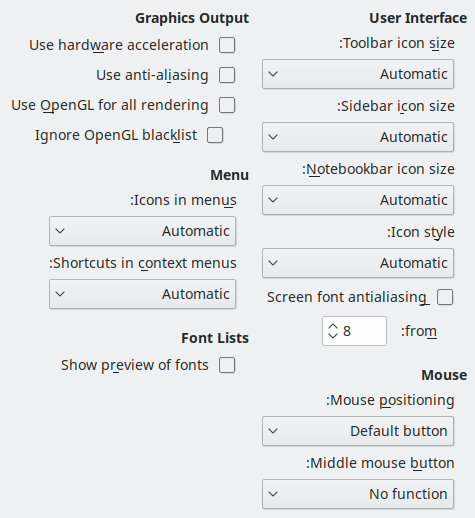 User Interface
:Toolbar icon size
Automatic
:Sidebar icon size
Automatic
:Notebookbar icon size
Automatic
:Icon style
Automatic
Screen font antialiasing
:from
8
Mouse
:Mouse positioning
Default button
:Middle mouse button
No function
Graphics Output
Use hardware acceleration
Use anti-aliasing
Use OpenGL for all rendering
Ignore OpenGL blacklist
Menu
:Icons in menus
Automatic
:Shortcuts in context menus
Automatic
Font Lists
Show preview of fonts